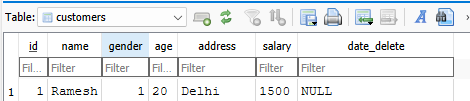 Table: customers
id name gender age address salary date_delete
Filter Filter Filter Fil... Filter Filter Filter
1 1 Ramesh 1 20 Delhi 1500 NULL